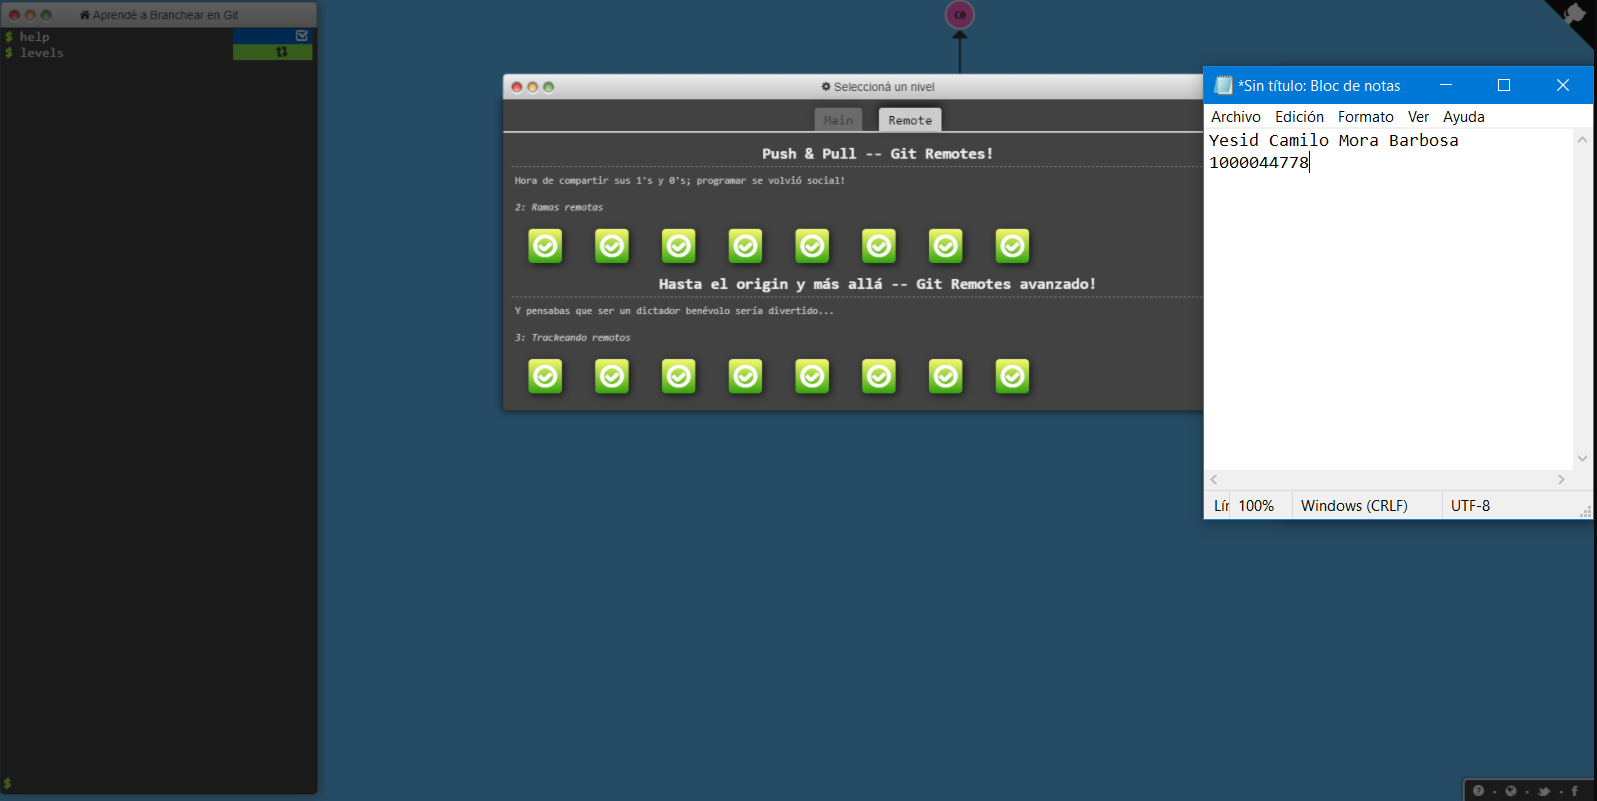 Aprendé a Branchear en Git
$ help
$ levels
$
C0
Seleccioná un nivel
Main
Remote
Push & Pull -- Git Remotes!
Hora de compartir sus 1's y 0's; programar se volvió social!
2: Ramas remotas
Hasta el origin y más allá -- Git Remotes avanzado!
Y pensabas que ser un dictador benévolo sería divertido...
3: Trackeando remotos
*Sin título: Bloc de notas
Archivo Edición Formato Ver Ayuda
Yesid Camilo Mora Barbosa
1000044778
Lír 100% Windows (CRLF) UTF-8